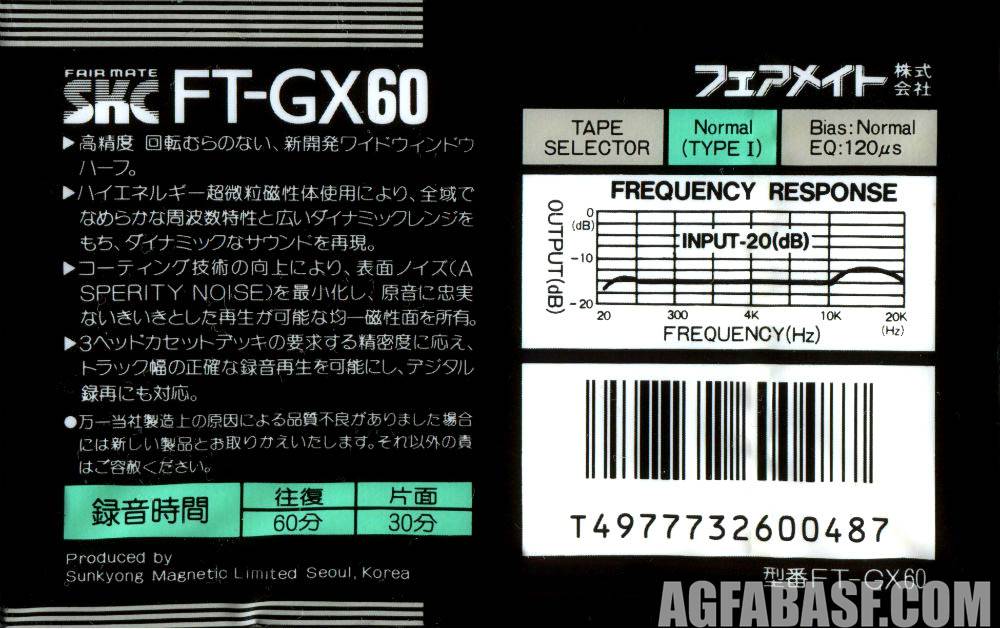 FAIR MATE
SKC FT-GX60
▶高精度 回転むらのない、新開発ワイドウィンドウ
ハーフ。
▶ハイエネルギー超微粒磁性体使用により、全域で
なめらかな周波数特性と広いダイナミックレンジを
もち、ダイナミックなサウンドを再現。
▶コーティング技術の向上により、表面ノイズ(A
SPERITY NOISE)を最小化し、原音に忠実
ないきいきとした再生が可能な均一磁性面を所有。
▶3ヘッドカセットデッキの要求する精密度に応え、
トラック幅の正確な録音再生を可能にし、デジタル
録再にも対応。
●万一当社製造上の原因による品質不良がありました場合
には新しい製品とお取りかえいたします。それ以外の責
はご容赦ください。
録音時間
往復 片面
60分 30分
Produced by
Sunkyong Magnetic Limited Seoul, Korea
フェアメイト 株式会社
TAPE SELECTOR
Normal (TYPE I)
Bias: Normal
EQ: 120μs
FREQUENCY RESPONSE
OUTPUT(dB)
0
(dB)
-10
-20
INPUT-20(dB)
20 300 4K 10K 20K
(Hz)
FREQUENCY(Hz)
T4977732600487
型番FT-GX60
AGFABASF.COM